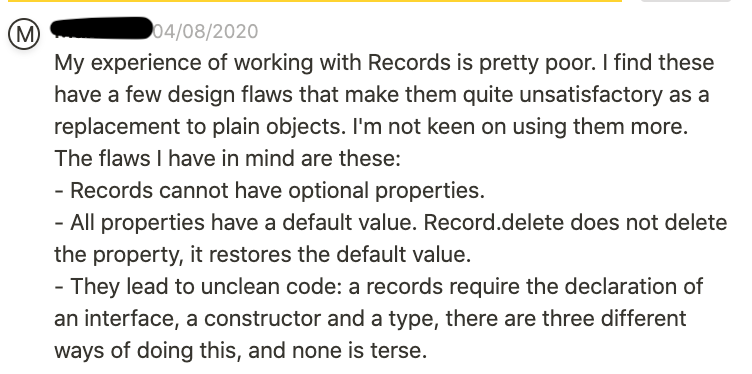 M 04/08/2020
My experience of working with Records is pretty poor. I find these
have a few design flaws that make them quite unsatisfactory as a
replacement to plain objects. I'm not keen on using them more.
The flaws I have in mind are these:
- Records cannot have optional properties.
- All properties have a default value. Record.delete does not delete
the property, it restores the default value.
- They lead to unclean code: a records require the declaration of
an interface, a constructor and a type, there are three different
ways of doing this, and none is terse.